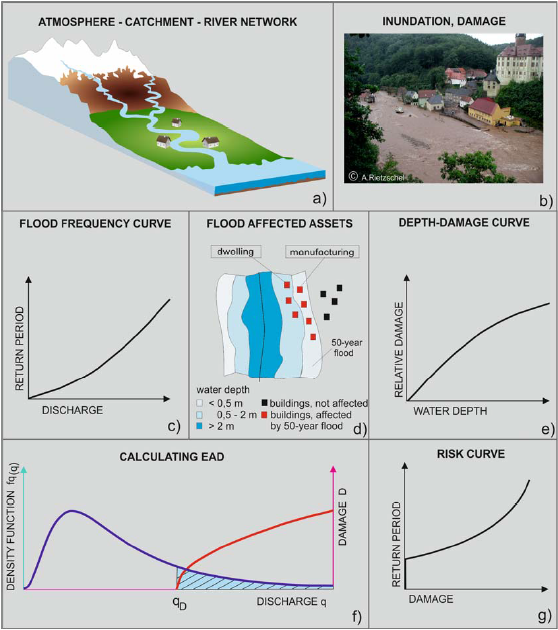 ATMOSPHERE - CATCHMENT - RIVER NETWORK
a)
INUNDATION, DAMAGE
© A.Rietzschel
b)
FLOOD FREQUENCY CURVE
RETURN PERIOD
DISCHARGE
c)
FLOOD AFFECTED ASSETS
dwolling
manufacturing
50-year
flood
water depth
< 0,5 m
0,5 - 2 m
> 2 m
buildings, not affected
buildings, affected
by 50-year flood
d)
DEPTH-DAMAGE CURVE
RELATIVE DAMAGE
WATER DEPTH
e)
CALCULATING EAD
DENSITY FUNCTION fq(q)
DAMAGE D
qD
DISCHARGE q
f)
RISK CURVE
RETURN PERIOD
DAMAGE
g)